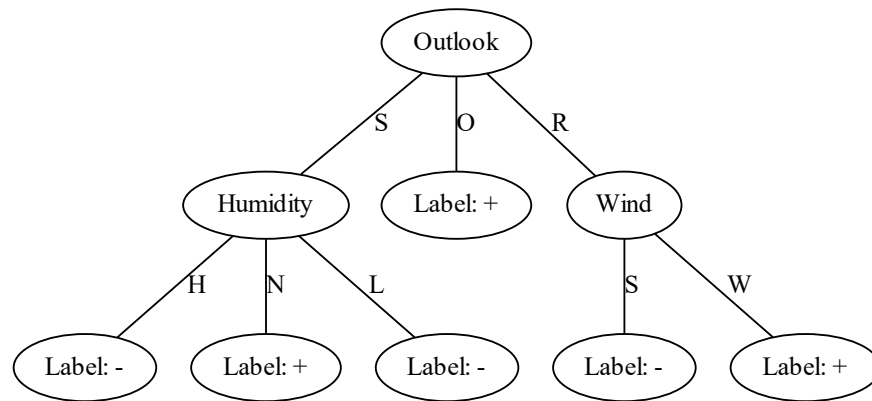 Outlook
S
O
R
Humidity
Label: +
Wind
H
N
L
S
W
Label: -
Label: +
Label: -
Label: -
Label: +